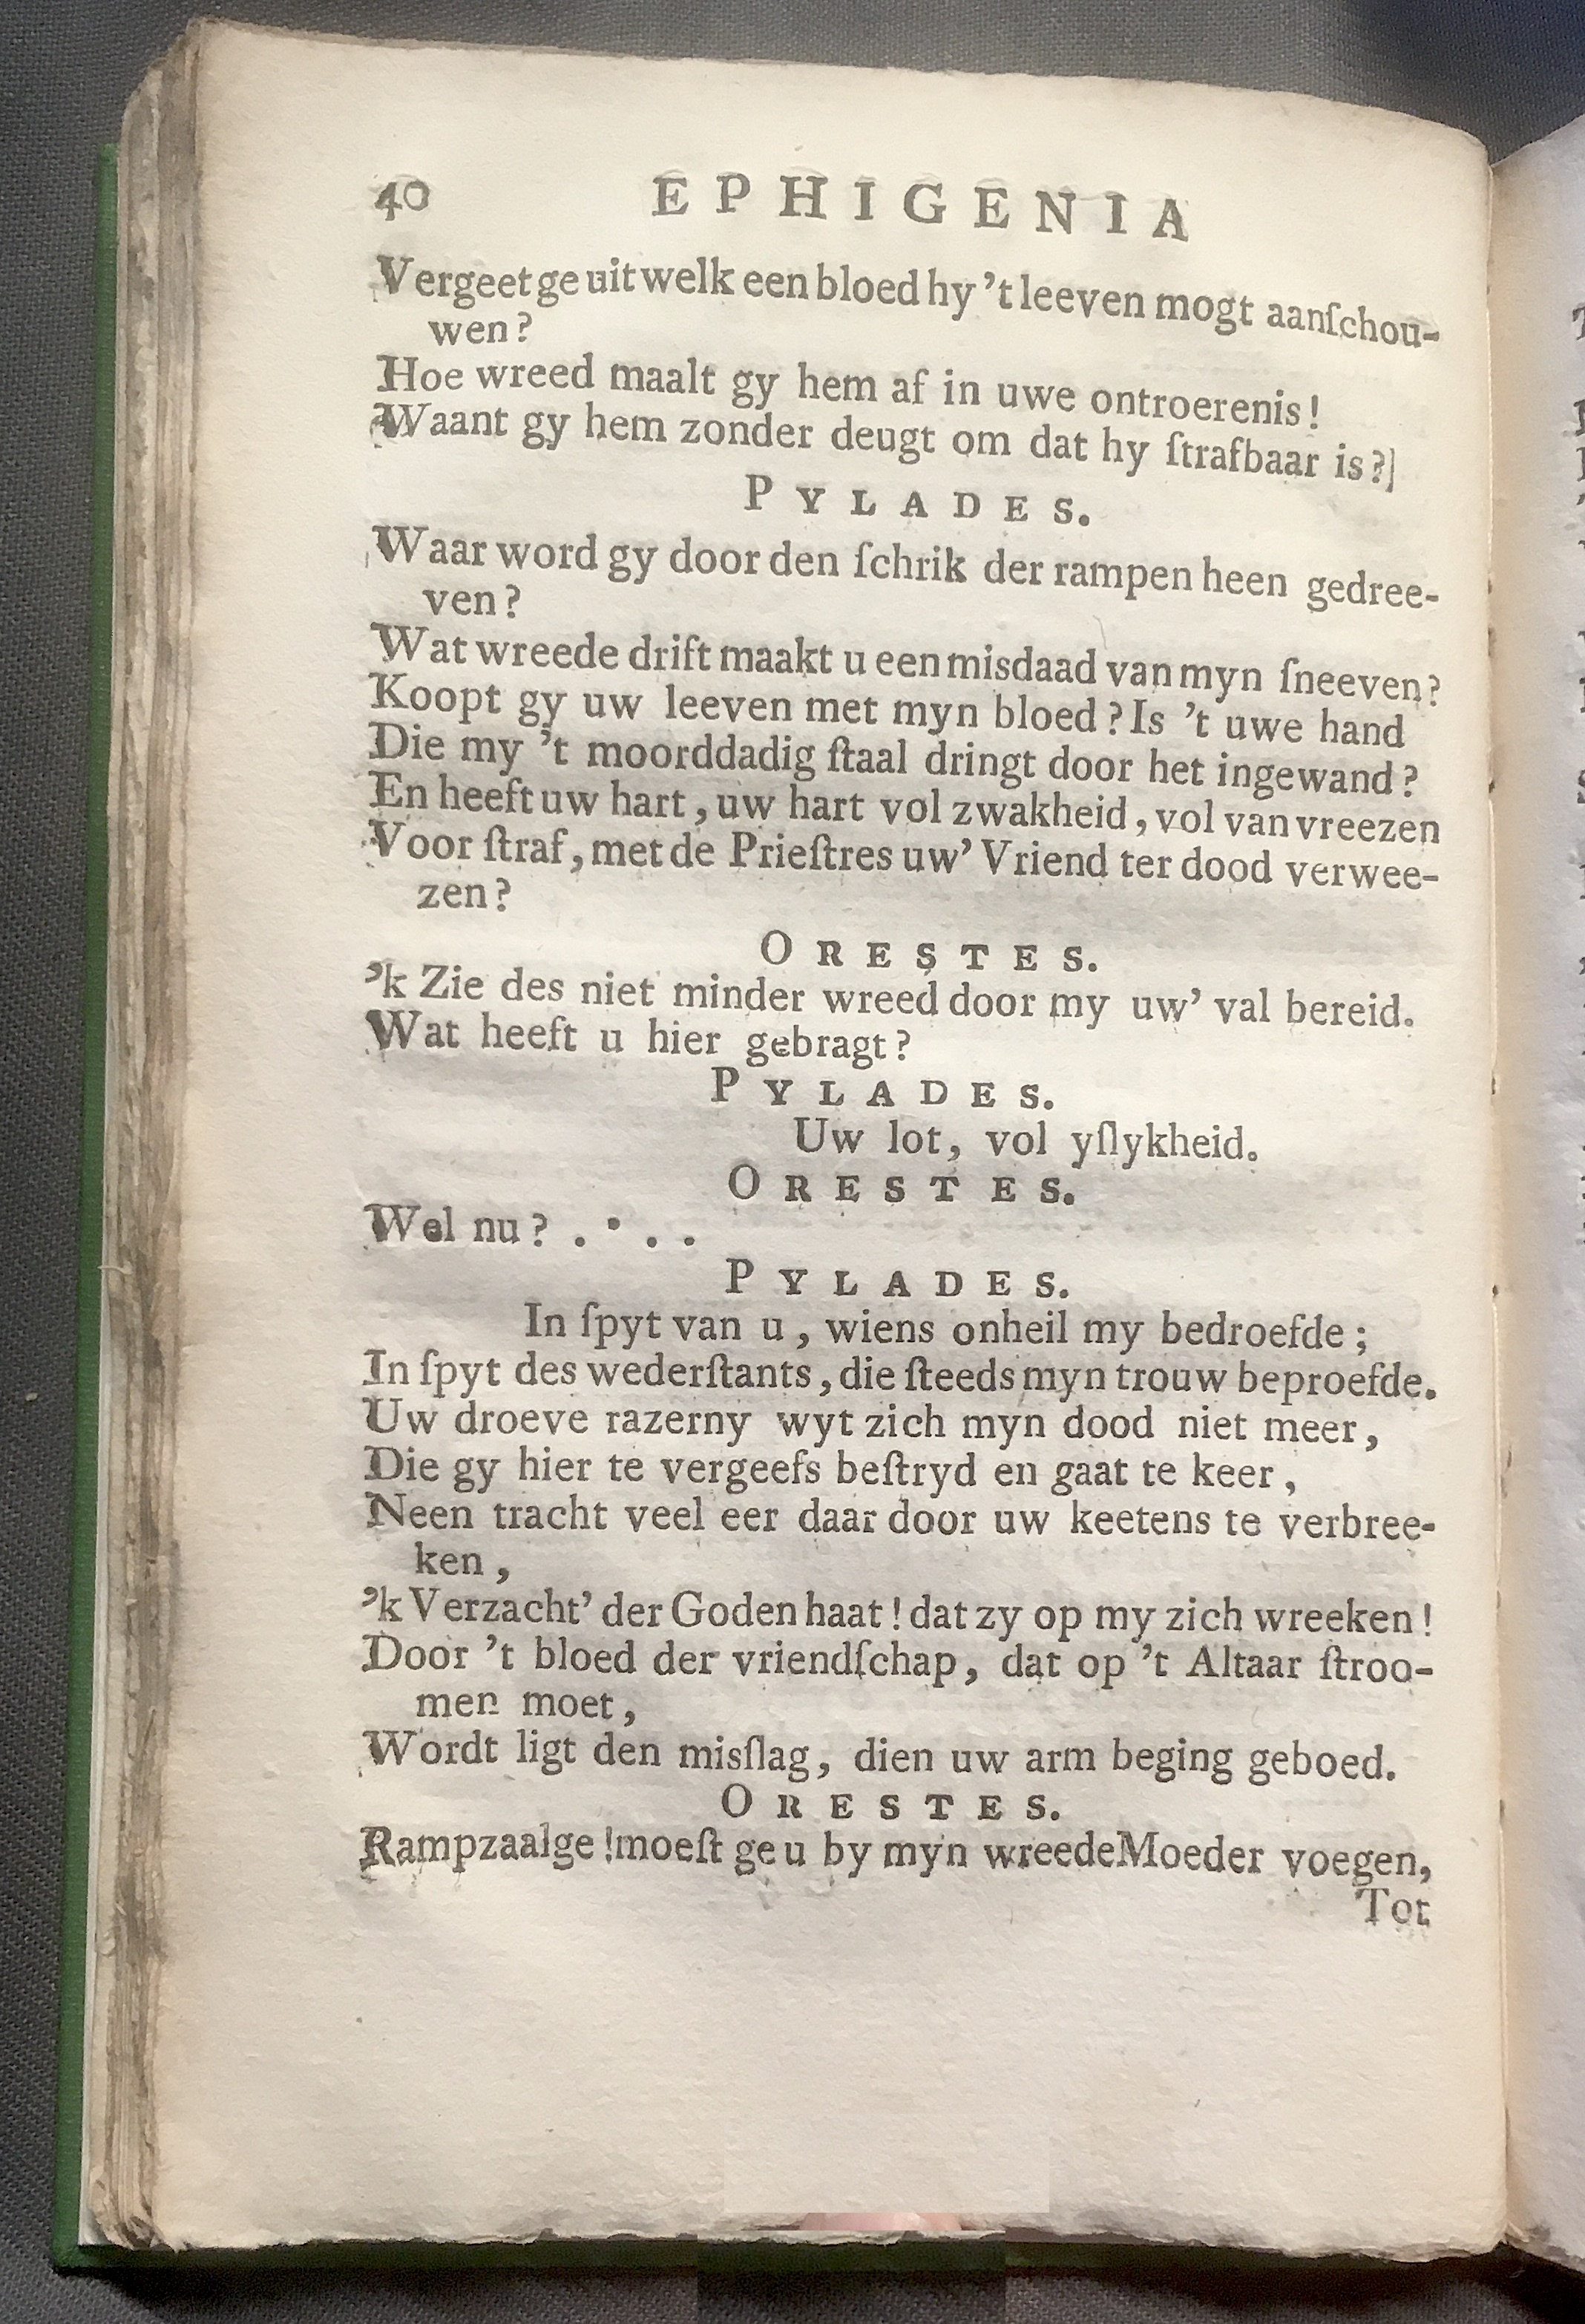 40 EPHIGENIA
Vergeet ge uit welk een bloed hy 't leeven mogt aanſchou-
wen?
Hoe wreed maalt gy hem af in uwe ontroerenis!
Waant gy hem zonder deugt om dat hy ſtrafbaar is?]
PYLADES.
Waar word gy door den ſchrik der rampen heen gedree-
ven?
Wat wreede drift maakt u een misdaad van myn ſneeven?
Koopt gy uw leeven met myn bloed? Is 't uwe hand
Die my 't moorddadig ſtaal dringt door het ingewand?
En heeft uw hart, uw hart vol zwakheid, vol van vreezen
Voor ſtraf, met de Prieſtres uw' Vriend ter dood verwee-
zen?
ORESTES.
'k Zie des niet minder wreed door my uw' val bereid.
Wat heeft u hier gebragt?
PYLADES.
Uw lot, vol yſlykheid.
ORESTES.
Wel nu? . . . .
PYLADES.
In ſpyt van u, wiens onheil my bedroefde;
In ſpyt des wederſtants, die ſteeds myn trouw beproefde.
Uw droeve razerny wyt zich myn dood niet meer,
Die gy hier te vergeefs beſtryd en gaat te keer,
Neen tracht veel eer daar door uw keetens te verbree-
ken,
'k Verzacht' der Goden haat! dat zy op my zich wreeken!
Door 't bloed der vriendſchap, dat op 't Altaar ſtroo-
men moet,
Wordt ligt den misſlag, dien uw arm beging geboed.
ORESTES.
Rampzaalge! moeſt ge u by myn wreede Moeder voegen,
Tot